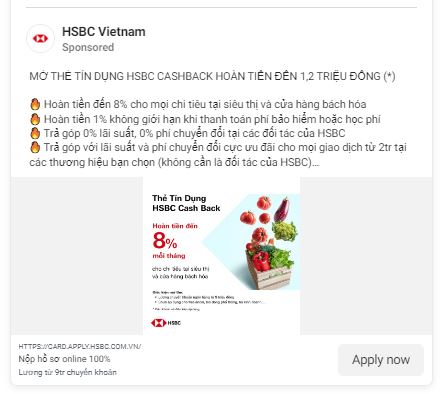 HSBC Vietnam
Sponsored
MỞ THẺ TÍN DỤNG HSBC CASHBACK HOÀN TIỀN ĐẾN 1,2 TRIỆU ĐỒNG (*)
🔥 Hoàn tiền đến 8% cho mọi chi tiêu tại siêu thị và cửa hàng bách hóa
🔥 Hoàn tiền 1% không giới hạn khi thanh toán phí bảo hiểm hoặc học phí
🔥 Trả góp 0% lãi suất, 0% phí chuyển đổi tại các đối tác của HSBC
🔥 Trả góp với lãi suất và phí chuyển đổi cực ưu đãi cho mọi giao dịch từ 2tr tại
các thương hiệu bạn chọn (không cần là đối tác của HSBC)...
Thẻ Tín Dụng
HSBC Cash Back
Hoàn tiền đến
8%
mỗi tháng
cho chi tiêu tại siêu thị
và cửa hàng bách hóa
HSBC
HTTPS://CARD.APPLY.HSBC.COM.VN/
Nộp hồ sơ online 100%
Lương từ 9tr chuyển khoản
Apply now